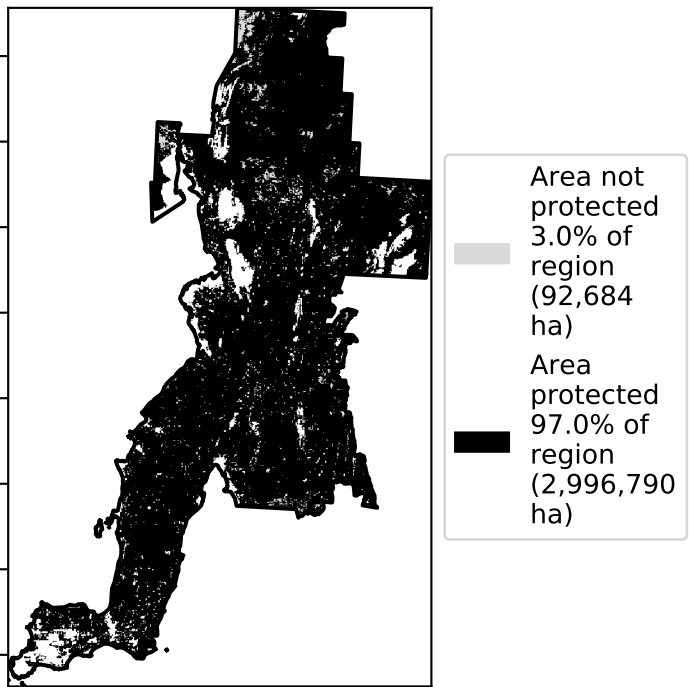 Area not
protected
3.0% of
region
(92,684
ha)
Area
protected
97.0% of
region
(2,996,790
ha)